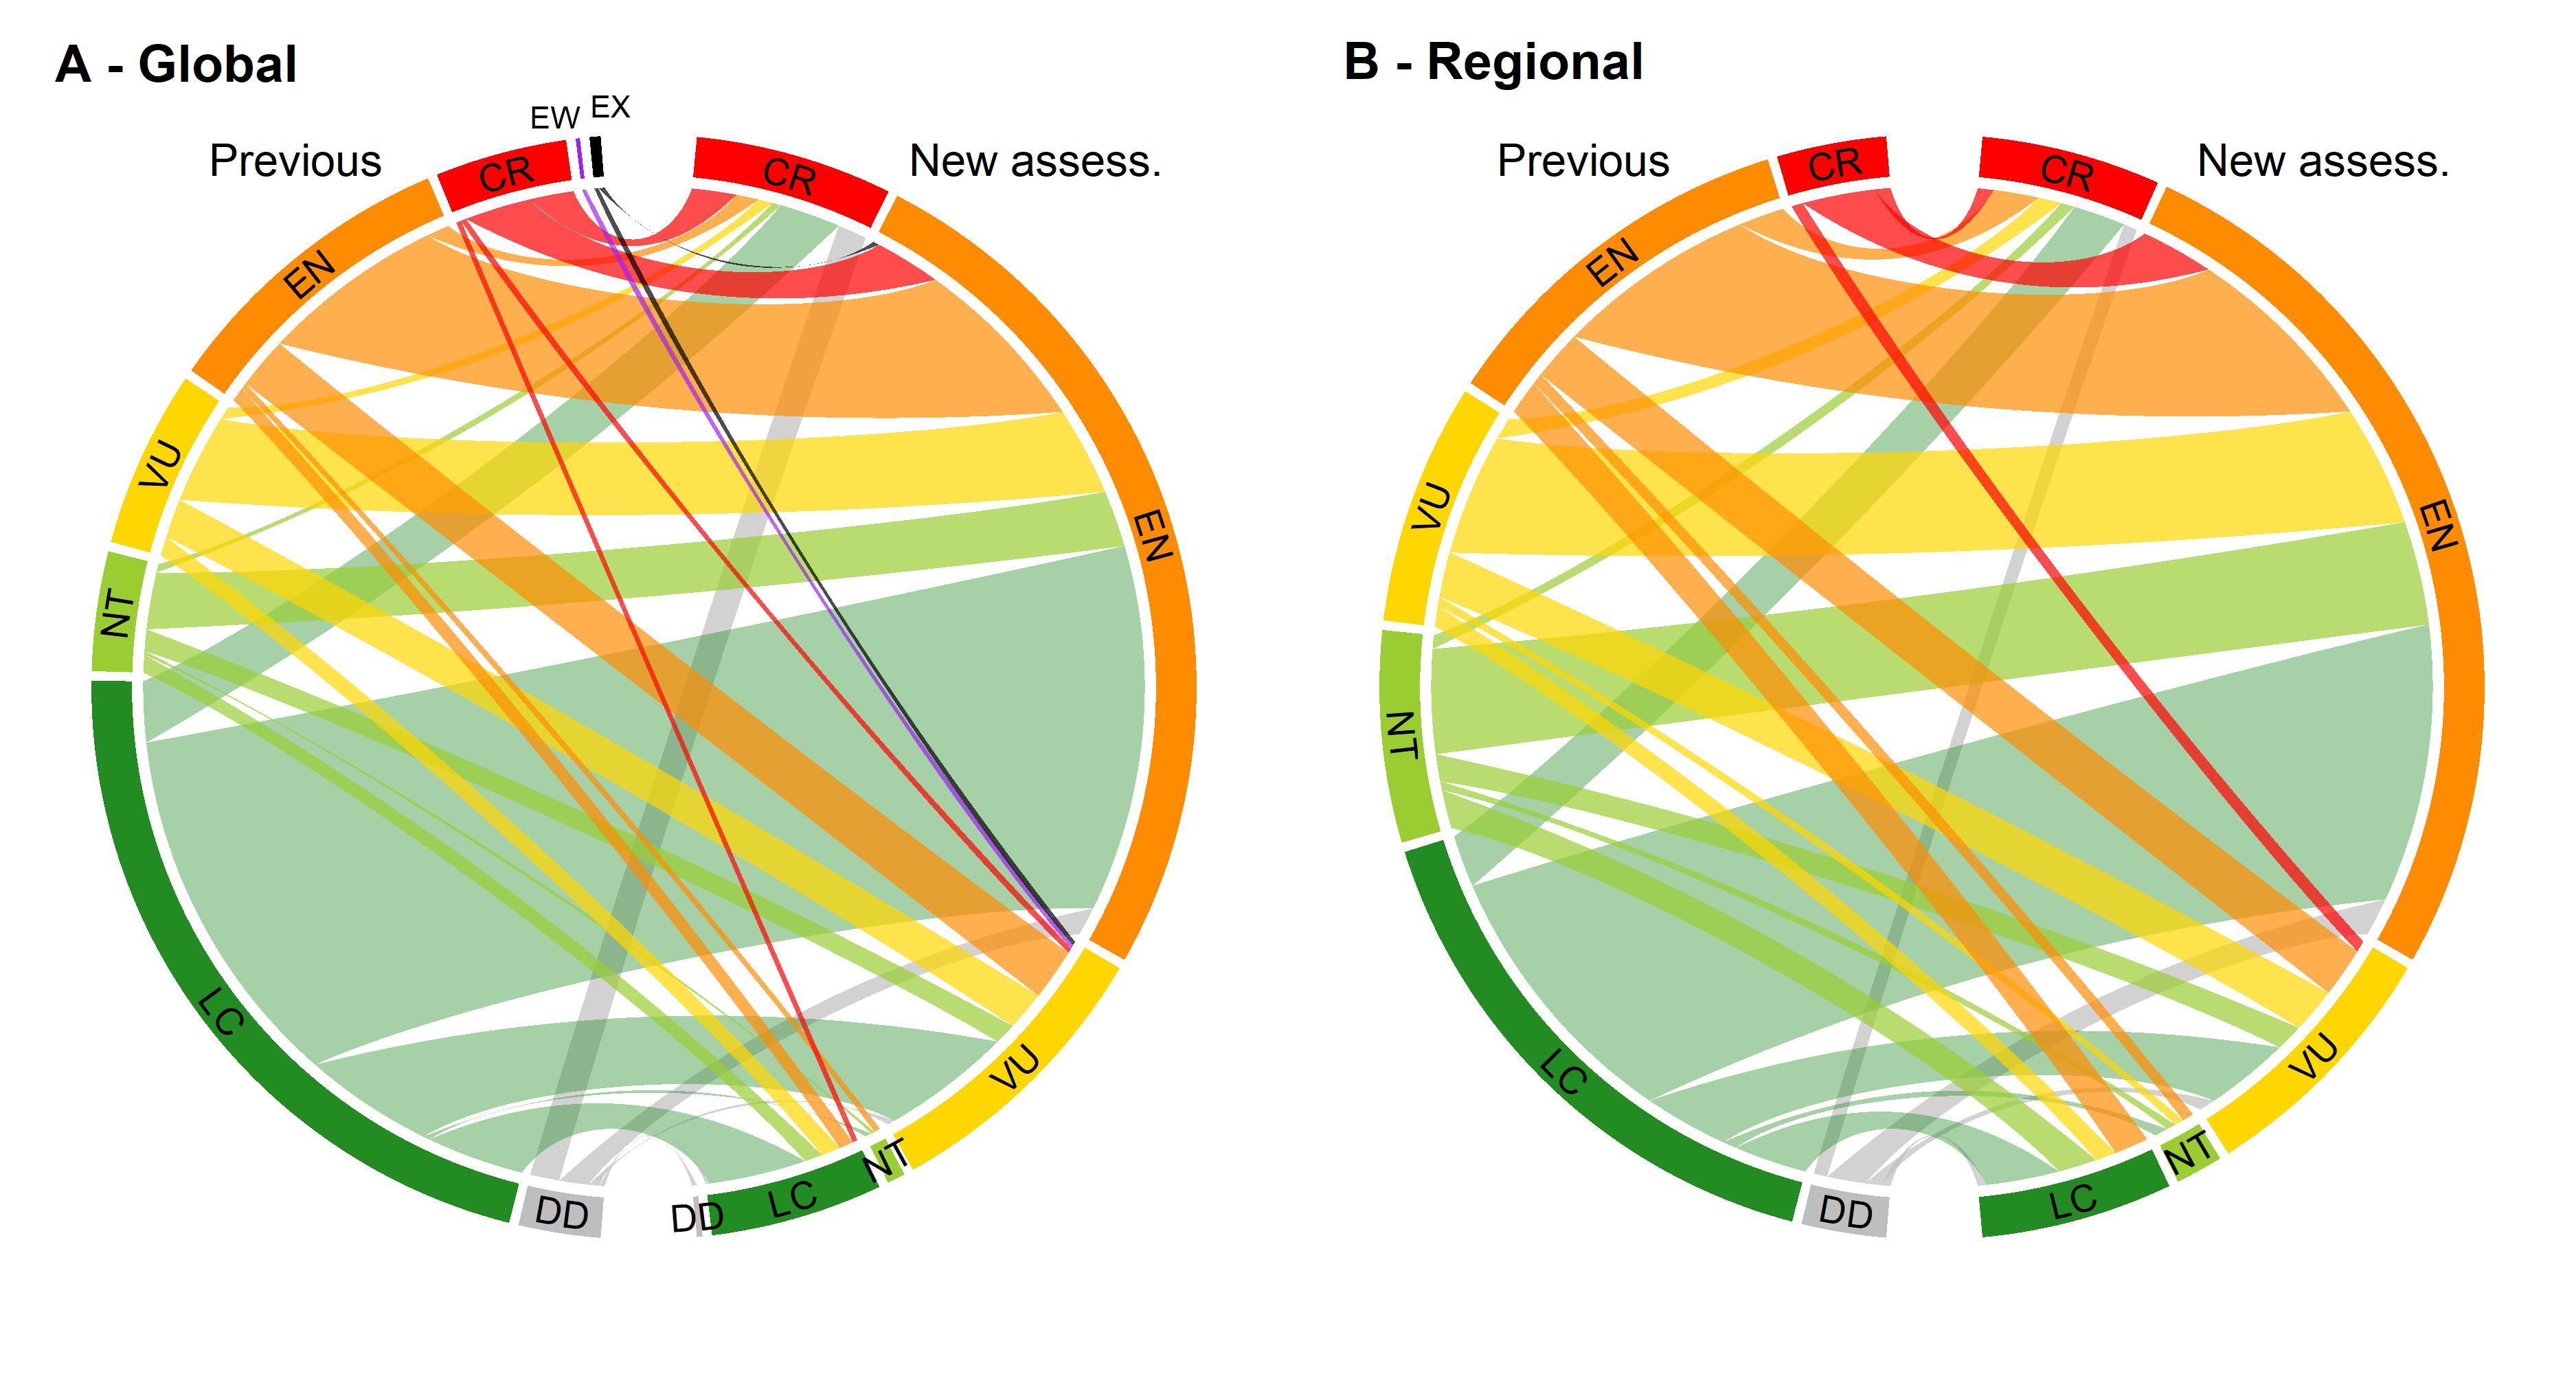 A - Global
EW EX
Previous
New assess.
CR
CR
EN
EN
VU
VU
NT
NT
LC
LC
DD
DD
B - Regional
Previous
New assess.
CR
CR
EN
EN
VU
VU
NT
NT
LC
LC
DD